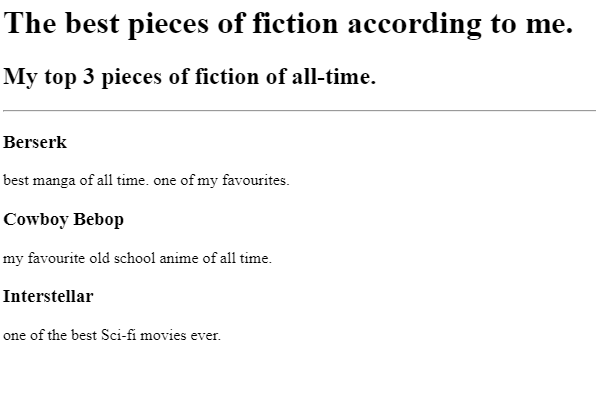 The best pieces of fiction according to me.
My top 3 pieces of fiction of all-time.
Berserk
best manga of all time. one of my favourites.
Cowboy Bebop
my favourite old school anime of all time.
Interstellar
one of the best Sci-fi movies ever.